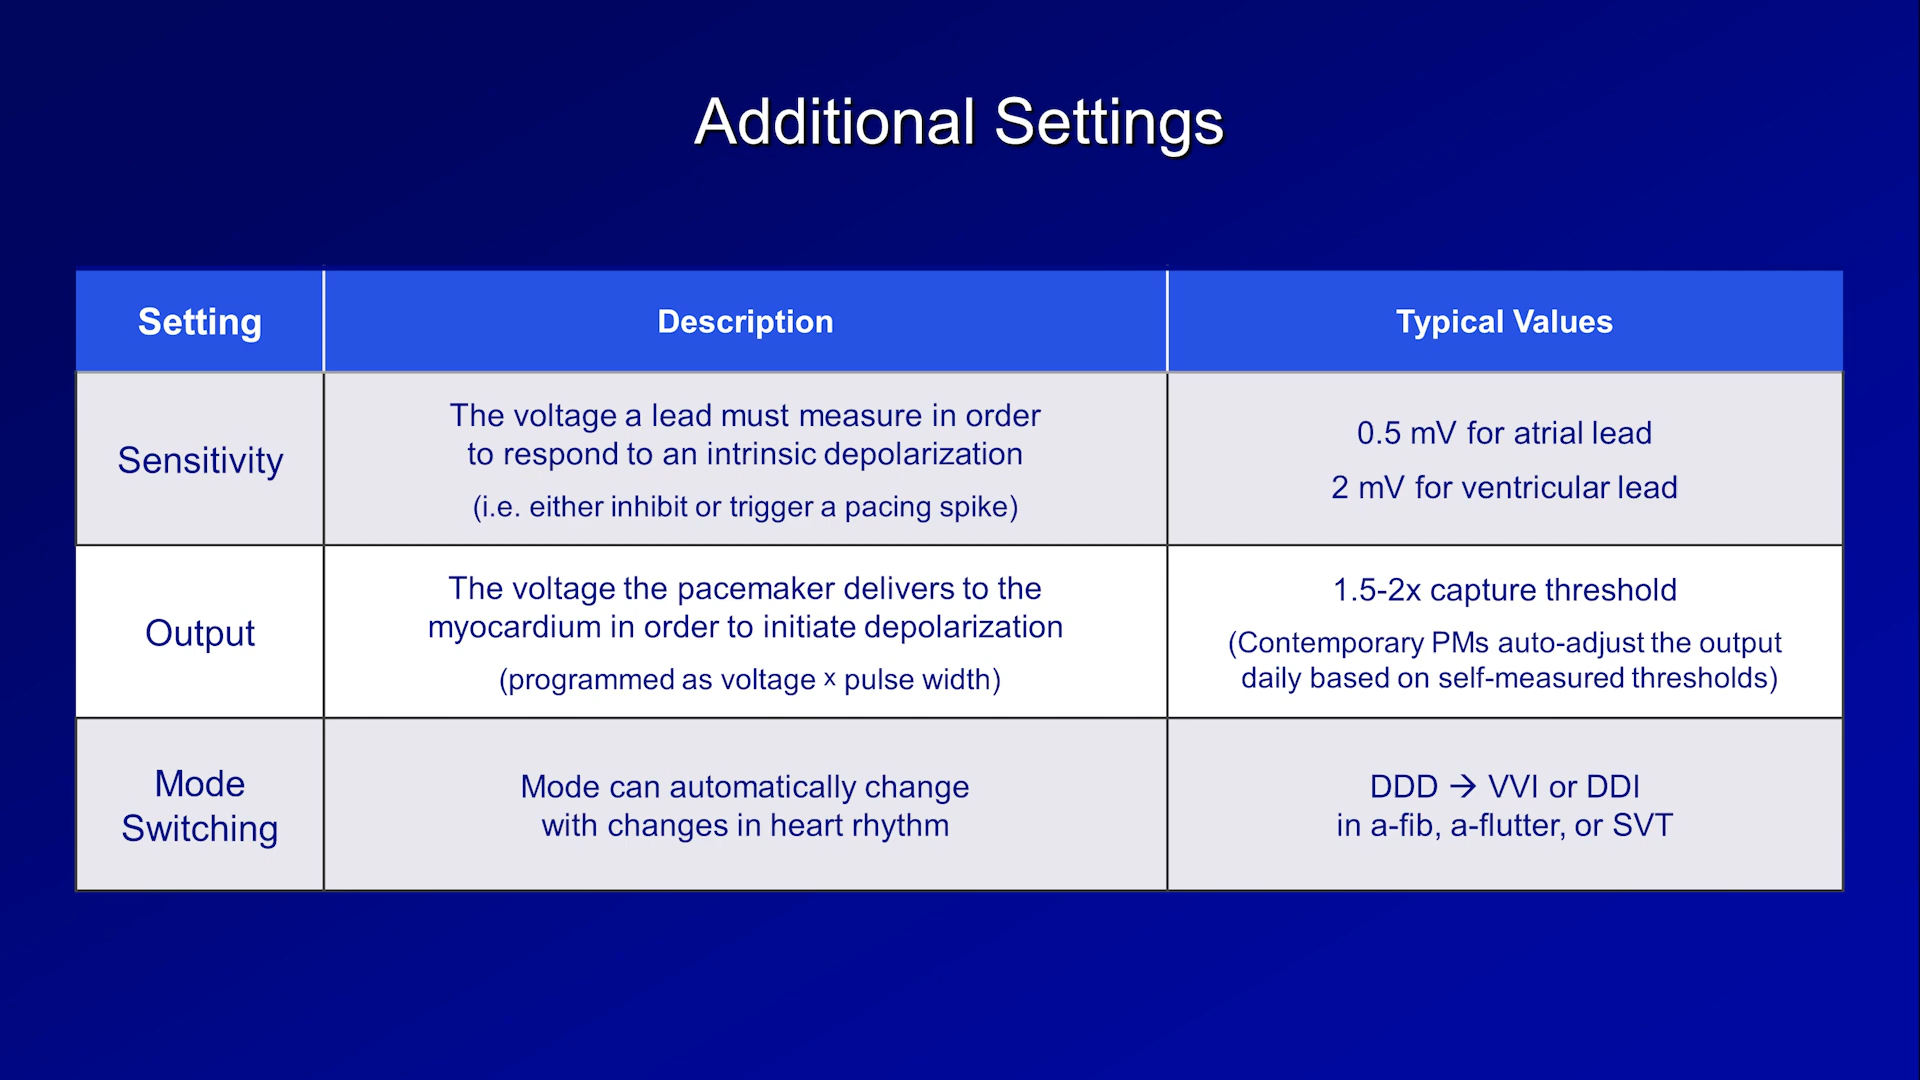 Additional Settings
Setting
Description
Typical Values
Sensitivity
The voltage a lead must measure in order
to respond to an intrinsic depolarization
(i.e. either inhibit or trigger a pacing spike)
0.5 mV for atrial lead
2 mV for ventricular lead
Output
The voltage the pacemaker delivers to the
myocardium in order to initiate depolarization
(programmed as voltage x pulse width)
1.5-2x capture threshold
(Contemporary PMs auto-adjust the output
daily based on self-measured thresholds)
Mode
Switching
Mode can automatically change
with changes in heart rhythm
DDD → VVI or DDI
in a-fib, a-flutter, or SVT